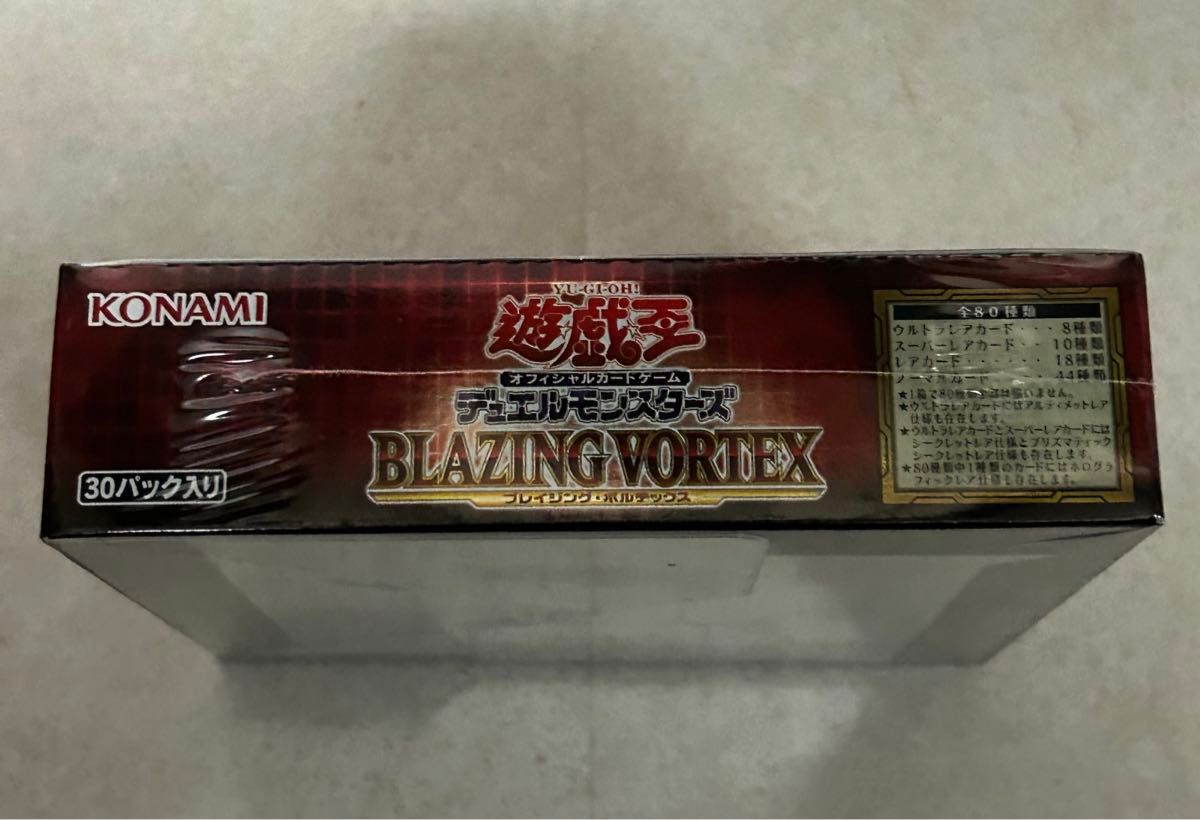 KONAMI
30パック入り
YU-GI-OH!
遊戯王
オフィシャルカードゲーム
デュエルモンスターズ
BLAZING VORTEX
ブレイジング・ボルテックス
全80種類
ウルトラレアカード・・・8種類
スーパーレアカード・・・10種類
レアカード・・・・・・18種類
ノーマルカード・・・・44種類
★1箱で80種類全部は揃いません。
★ウルトラレアカードにはアルティメットレア
仕様も存在します。
★ウルトラレアカードとスーパーレアカードには
シークレットレア仕様とプリズマティック
シークレットレア仕様も存在します。
★80種類中1種類のカードにはホログラ
フィックレア仕様も存在します。